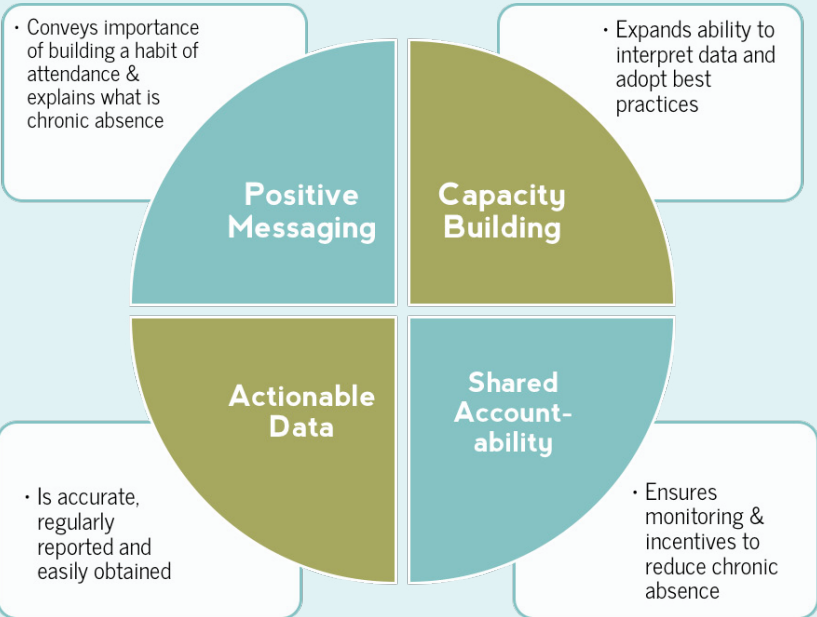 • Conveys importance
of building a habit of
attendance &
explains what is
chronic absence
• Expands ability to
interpret data and
adopt best
practices
Positive
Messaging
Capacity
Building
Actionable
Data
Shared
Account-
ability
• Is accurate,
regularly
reported and
easily obtained
• Ensures
monitoring &
incentives to
reduce chronic
absence